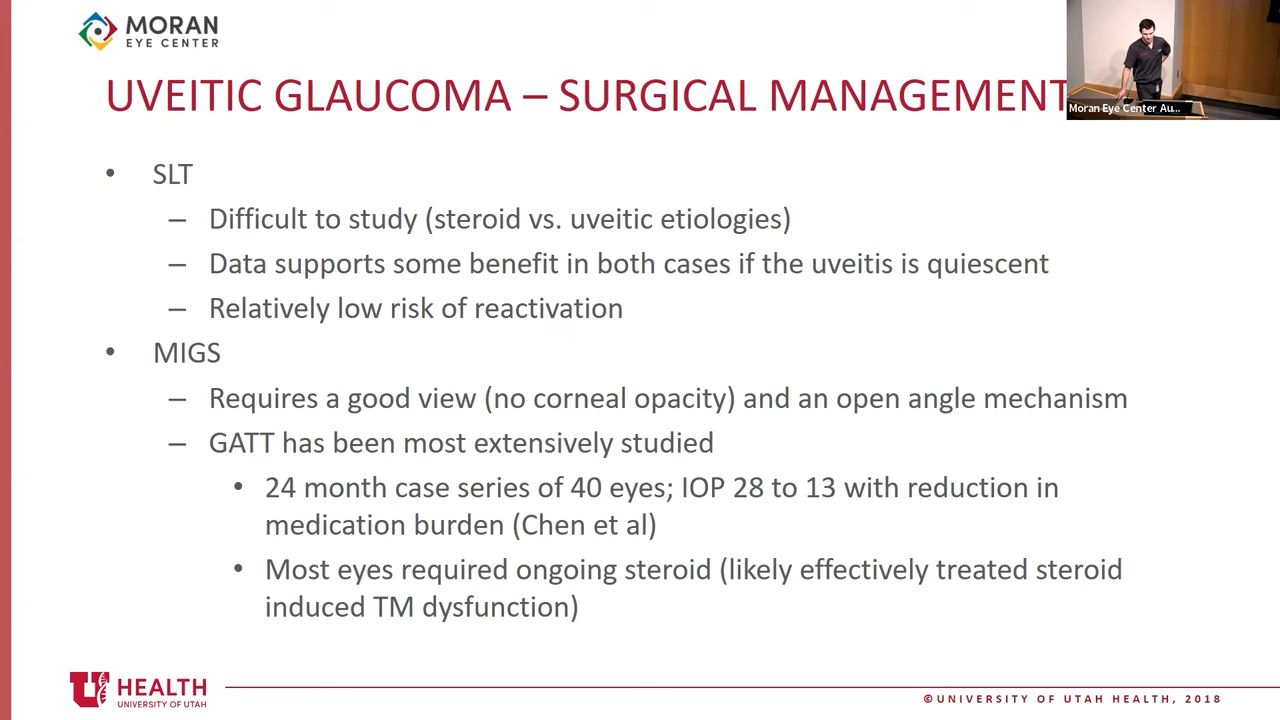 MORAN
EYE CENTER
UVEITIC GLAUCOMA – SURGICAL MANAGEMENT
Moran Eye Center Au...
• SLT
– Difficult to study (steroid vs. uveitic etiologies)
– Data supports some benefit in both cases if the uveitis is quiescent
– Relatively low risk of reactivation
• MIGS
– Requires a good view (no corneal opacity) and an open angle mechanism
– GATT has been most extensively studied
• 24 month case series of 40 eyes; IOP 28 to 13 with reduction in
medication burden (Chen et al)
• Most eyes required ongoing steroid (likely effectively treated steroid
induced TM dysfunction)
U HEALTH
UNIVERSITY OF UTAH
©UNIVERSITY OF UTAH HEALTH, 2018